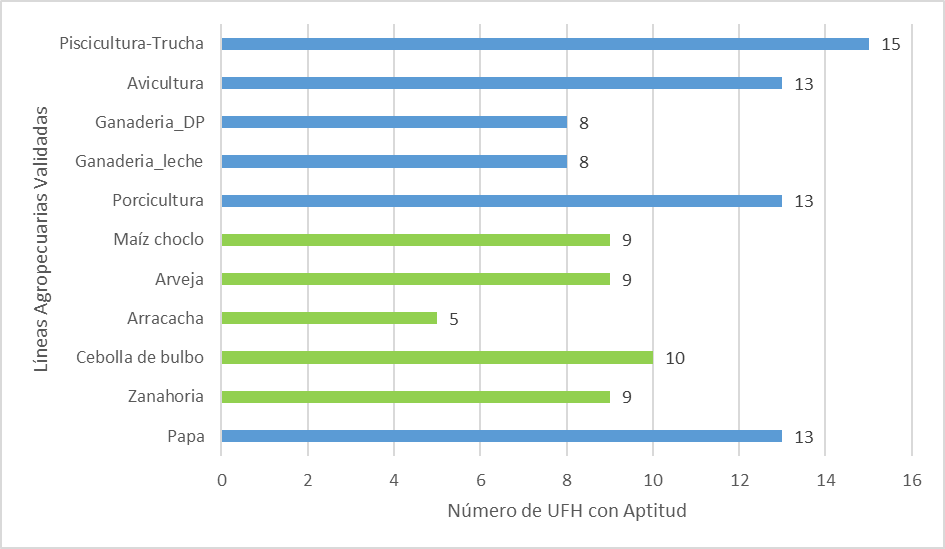 Líneas Agropecuarias Validadas
Piscicultura-Trucha
15
Avicultura
13
Ganaderia_DP
8
Ganaderia_leche
8
Porcicultura
13
Maíz choclo
9
Arveja
9
Arracacha
5
Cebolla de bulbo
10
Zanahoria
9
Papa
13
0 2 4 6 8 10 12 14 16
Número de UFH con Aptitud